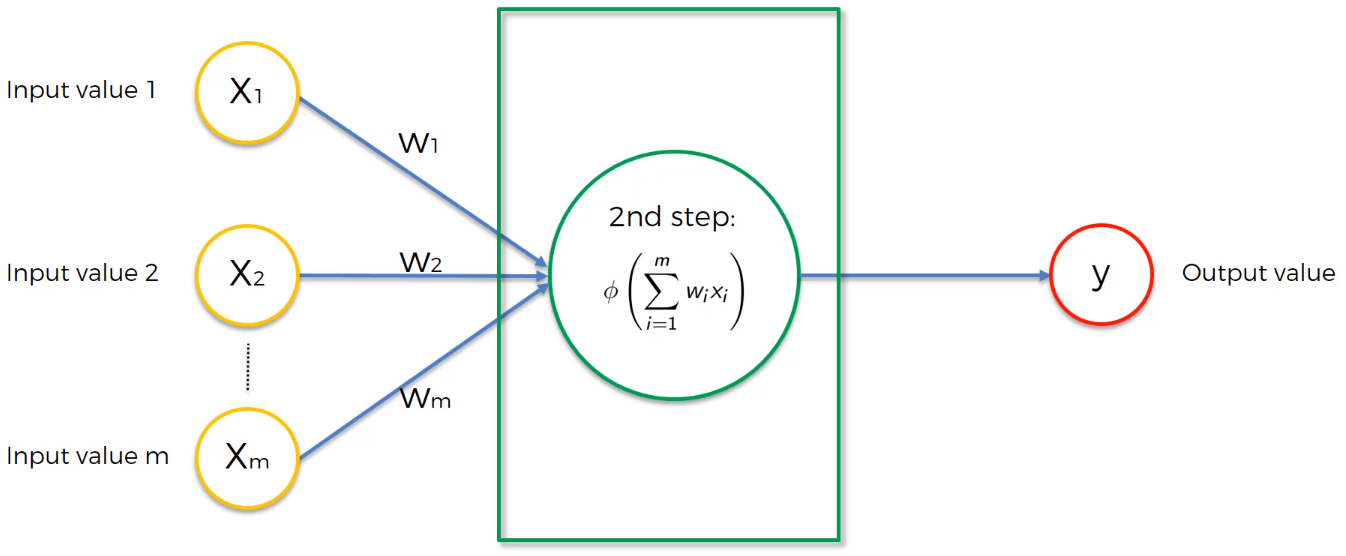 Input value 1
X1
W1
2nd step:
Input value 2
X2
W2
ϕ(∑_{i=1}^{m} w_i x_i)
y
Output value
Wm
Input value m
Xm